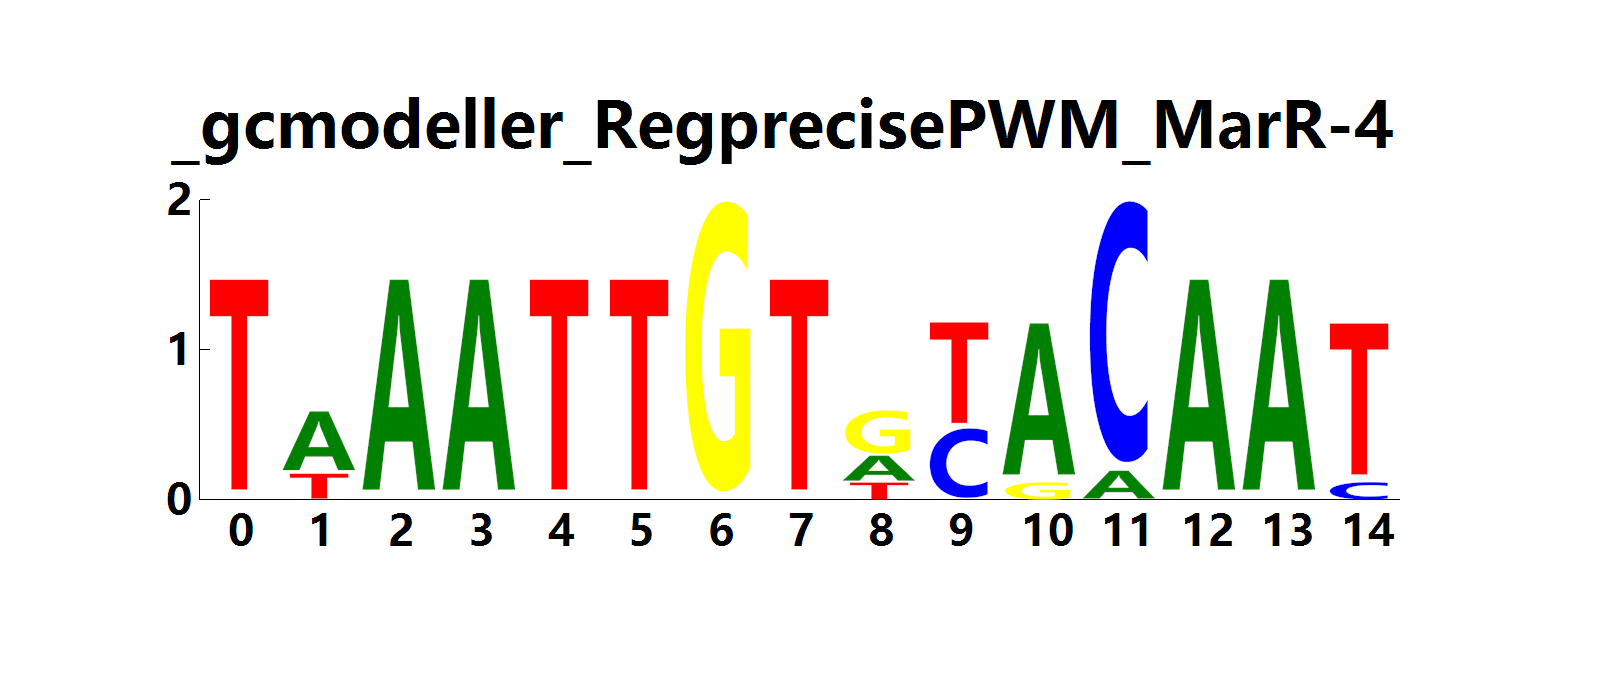 _gcmodeller_RegprecisePWM_MarR-4
2
1
0
T A T A A T T G T G A T T C A G C A A A T C
0 1 2 3 4 5 6 7 8 9 10 11 12 13 14